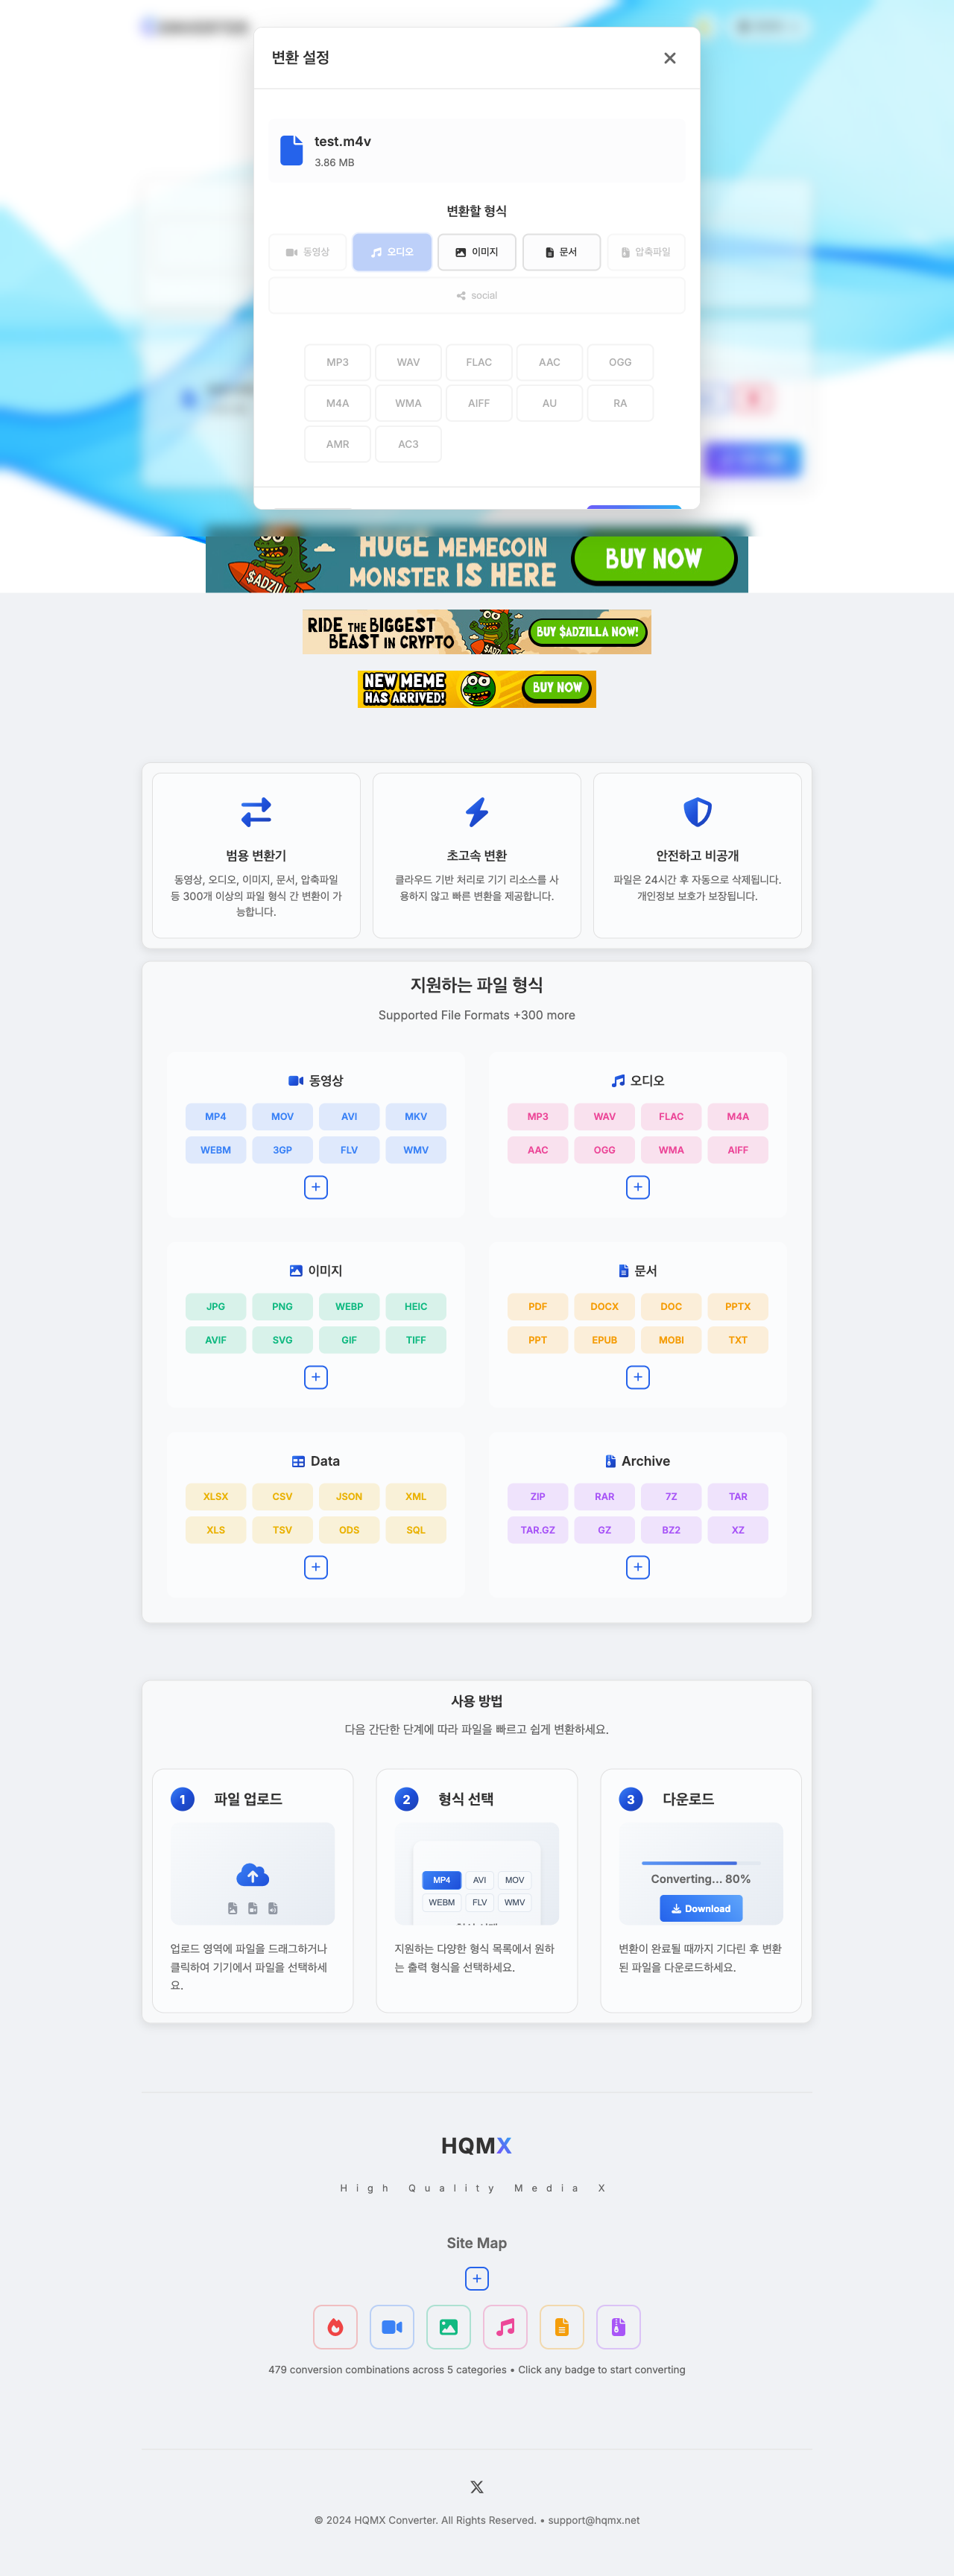 변환 설정
test.m4v
3.86 MB
변환할 형식
동영상 오디오 이미지 문서 압축파일
social
MP3 WAV FLAC AAC OGG
M4A WMA AIFF AU RA
AMR AC3
$ADZILLA HUGE MEMECOIN
MONSTER IS HERE
BUY NOW
RIDE THE BIGGEST
BEAST IN CRYPTO
BUY $ADZILLA NOW!
NEW MEME
HAS ARRIVED!
BUY NOW
범용 변환기
동영상, 오디오, 이미지, 문서, 압축파일
등 300개 이상의 파일 형식 간 변환이 가
능합니다.
초고속 변환
클라우드 기반 처리로 기기 리소스를 사
용하지 않고 빠른 변환을 제공합니다.
안전하고 비공개
파일은 24시간 후 자동으로 삭제됩니다.
개인정보 보호가 보장됩니다.
지원하는 파일 형식
Supported File Formats +300 more
동영상
MP4 MOV AVI MKV
WEBM 3GP FLV WMV
오디오
MP3 WAV FLAC M4A
AAC OGG WMA AIFF
이미지
JPG PNG WEBP HEIC
AVIF SVG GIF TIFF
문서
PDF DOCX DOC PPTX
PPT EPUB MOBI TXT
Data
XLSX CSV JSON XML
XLS TSV ODS SQL
Archive
ZIP RAR 7Z TAR
TAR.GZ GZ BZ2 XZ
사용 방법
다음 간단한 단계에 따라 파일을 빠르고 쉽게 변환하세요.
1 파일 업로드
업로드 영역에 파일을 드래그하거나
클릭하여 기기에서 파일을 선택하세
요.
2 형식 선택
MP4 AVI MOV
WEBM FLV WMV
지원하는 다양한 형식 목록에서 원하
는 출력 형식을 선택하세요.
3 다운로드
Converting... 80%
Download
변환이 완료될 때까지 기다린 후 변환
된 파일을 다운로드하세요.
HQMX
High Quality Media X
Site Map
479 conversion combinations across 5 categories • Click any badge to start converting
© 2024 HQMX Converter. All Rights Reserved. • support@hqmx.net